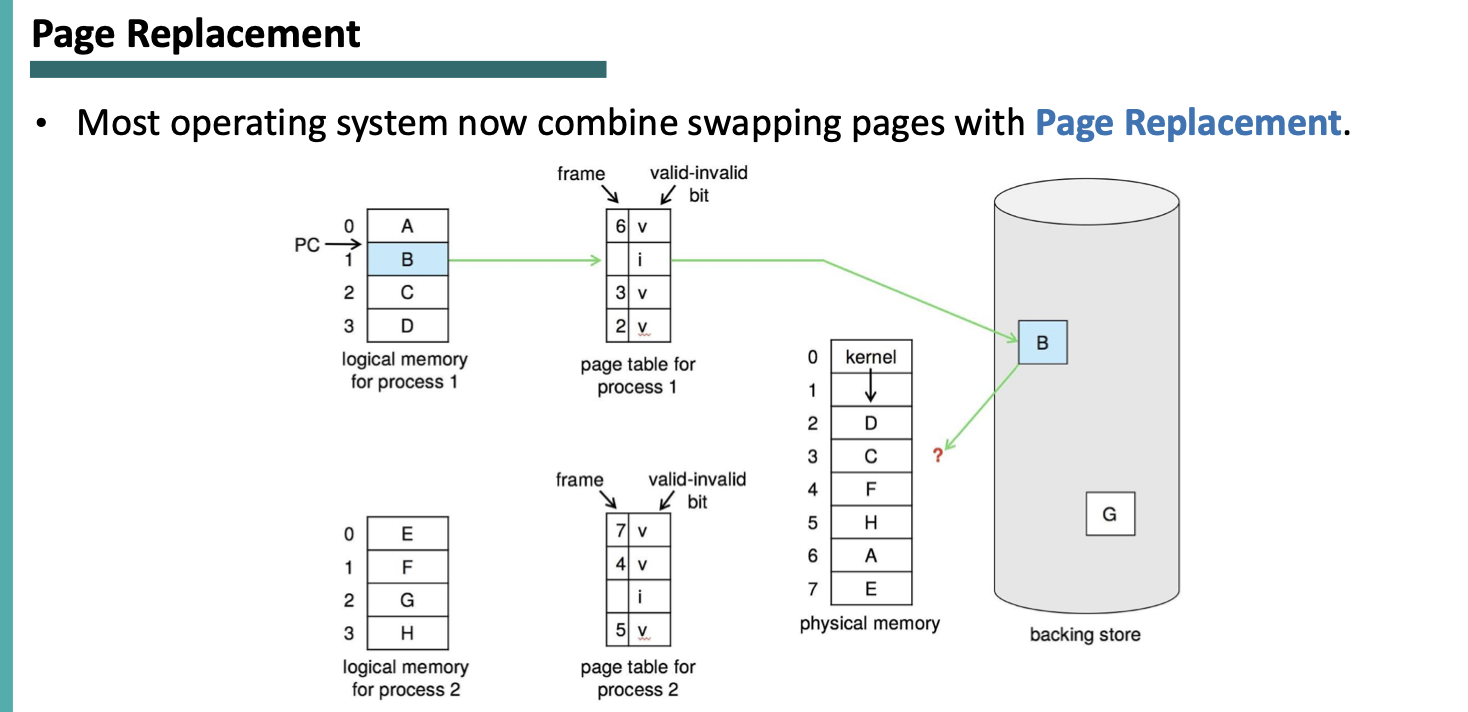 Page Replacement
• Most operating system now combine swapping pages with Page Replacement.
frame
valid-invalid
bit
PC
0 A
1 B
2 C
3 D
logical memory
for process 1
6 v
i
3 v
2 v
page table for
process 1
0 kernel
1
2 D
3 C
4 F
5 H
6 A
7 E
physical memory
?
B
G
backing store
0 E
1 F
2 G
3 H
logical memory
for process 2
frame
valid-invalid
bit
7 v
4 v
i
5 v
page table for
process 2